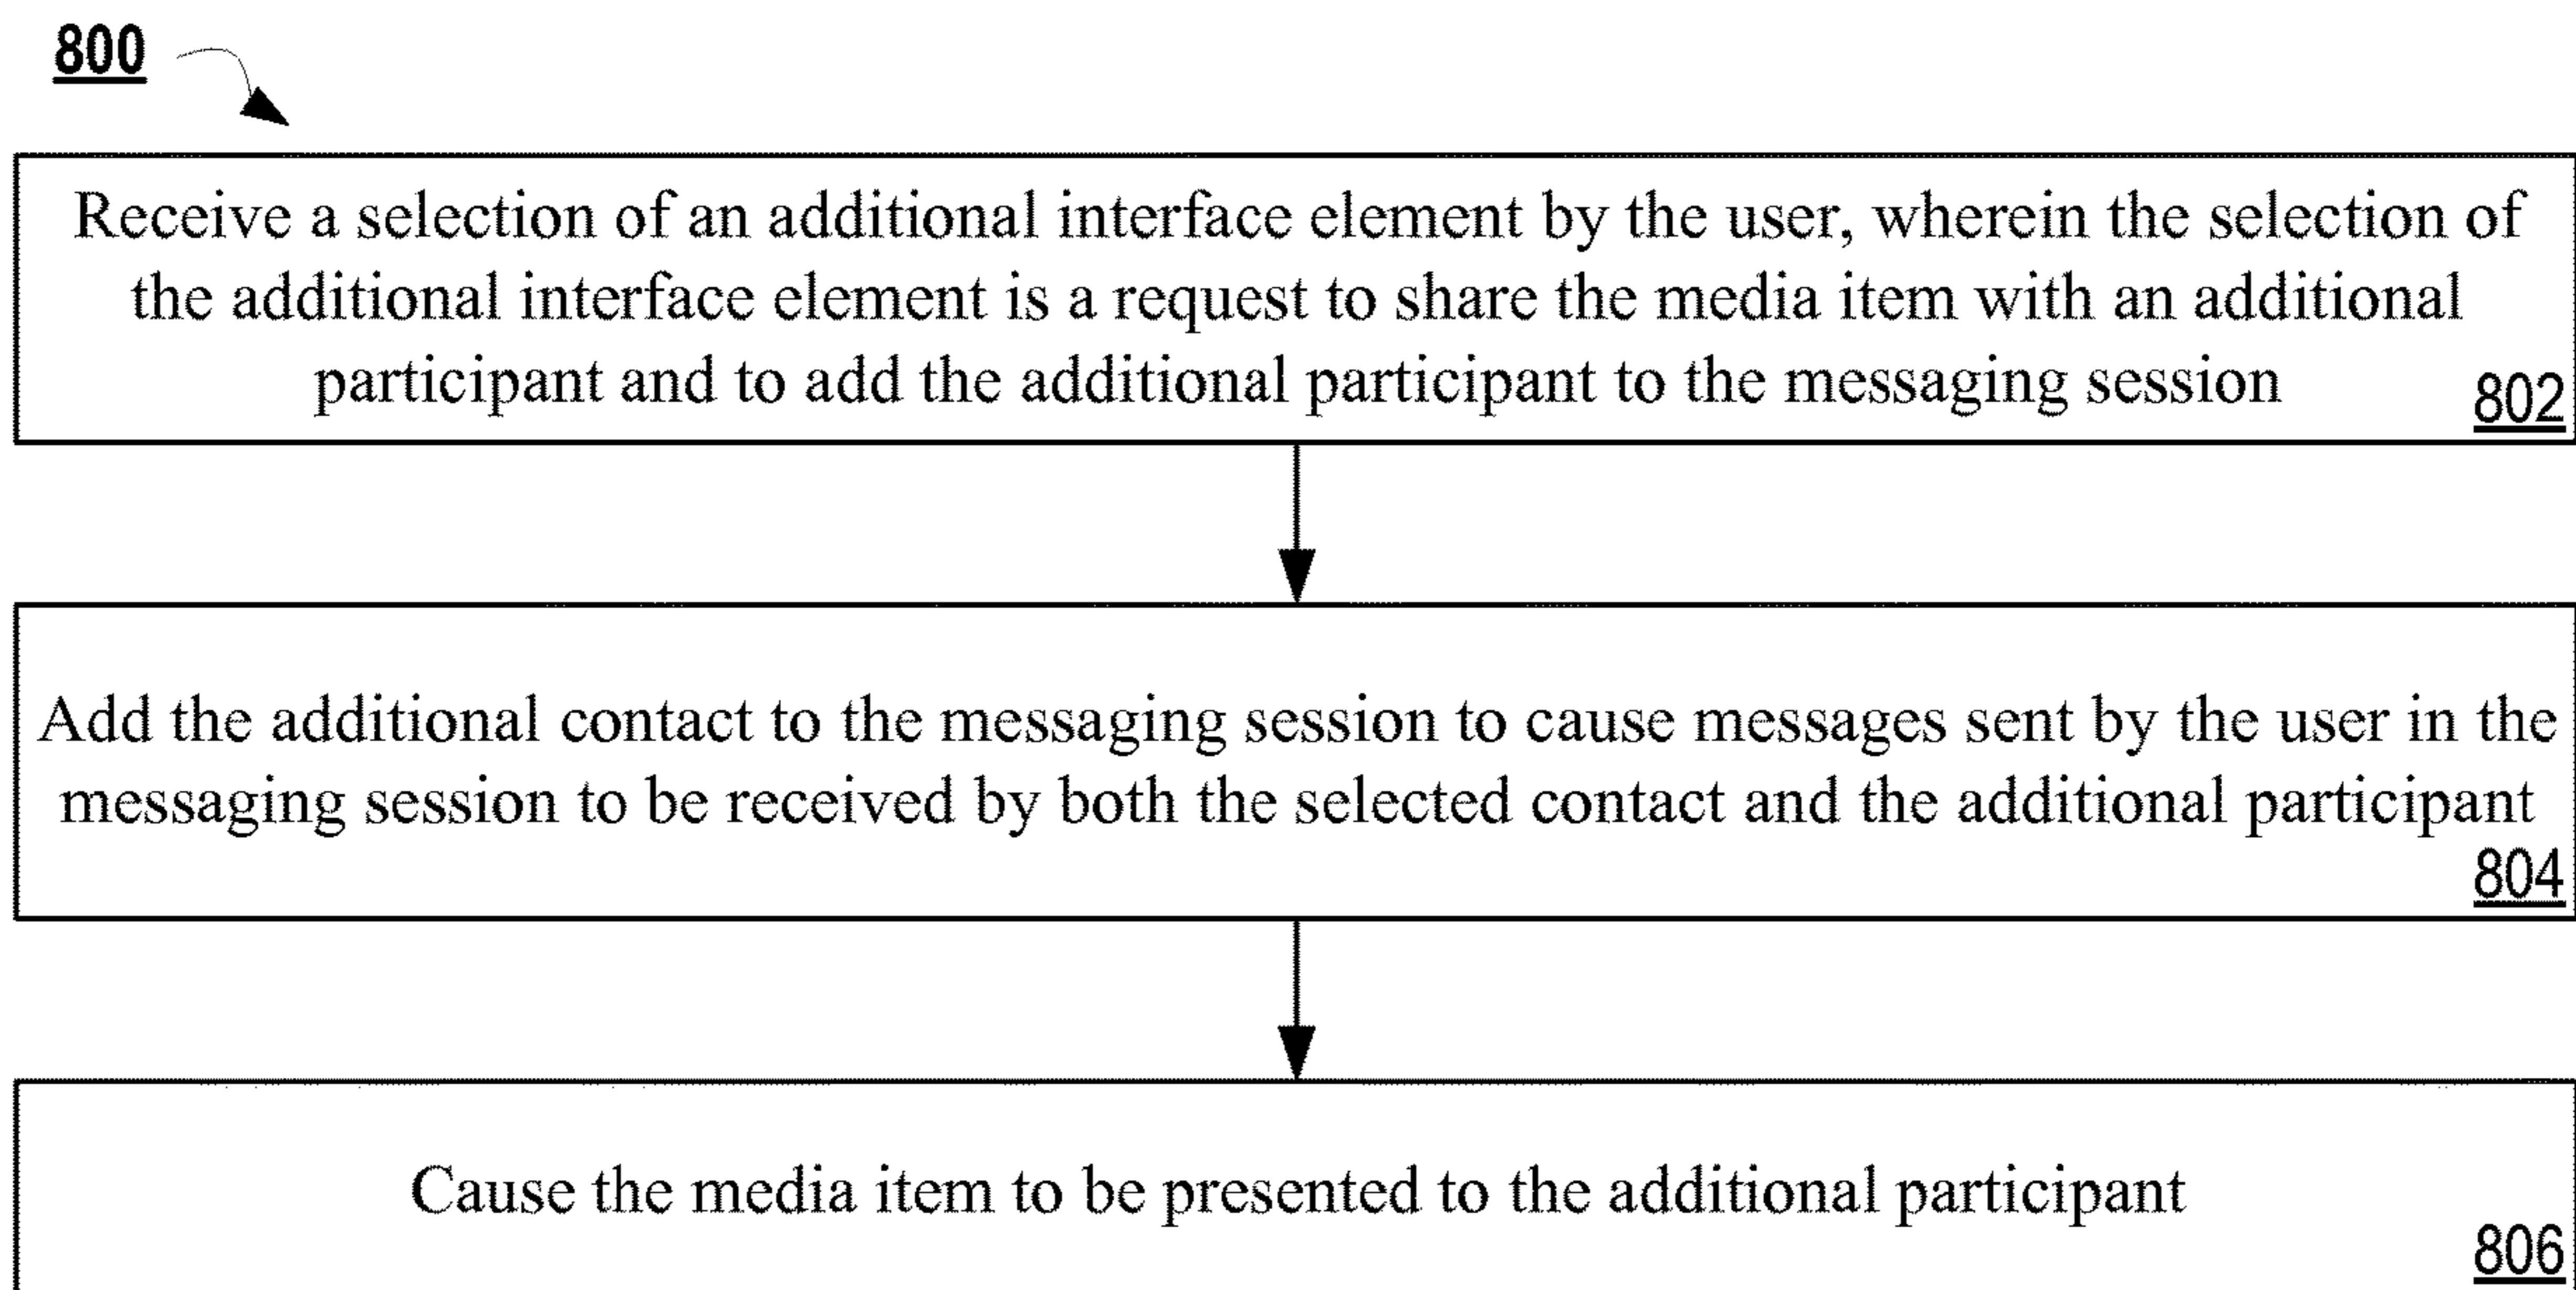 800
Receive a selection of an additional interface element by the user, wherein the selection of
the additional interface element is a request to share the media item with an additional
participant and to add the additional participant to the messaging session
802
Add the additional contact to the messaging session to cause messages sent by the user in the
messaging session to be received by both the selected contact and the additional participant
804
Cause the media item to be presented to the additional participant
806